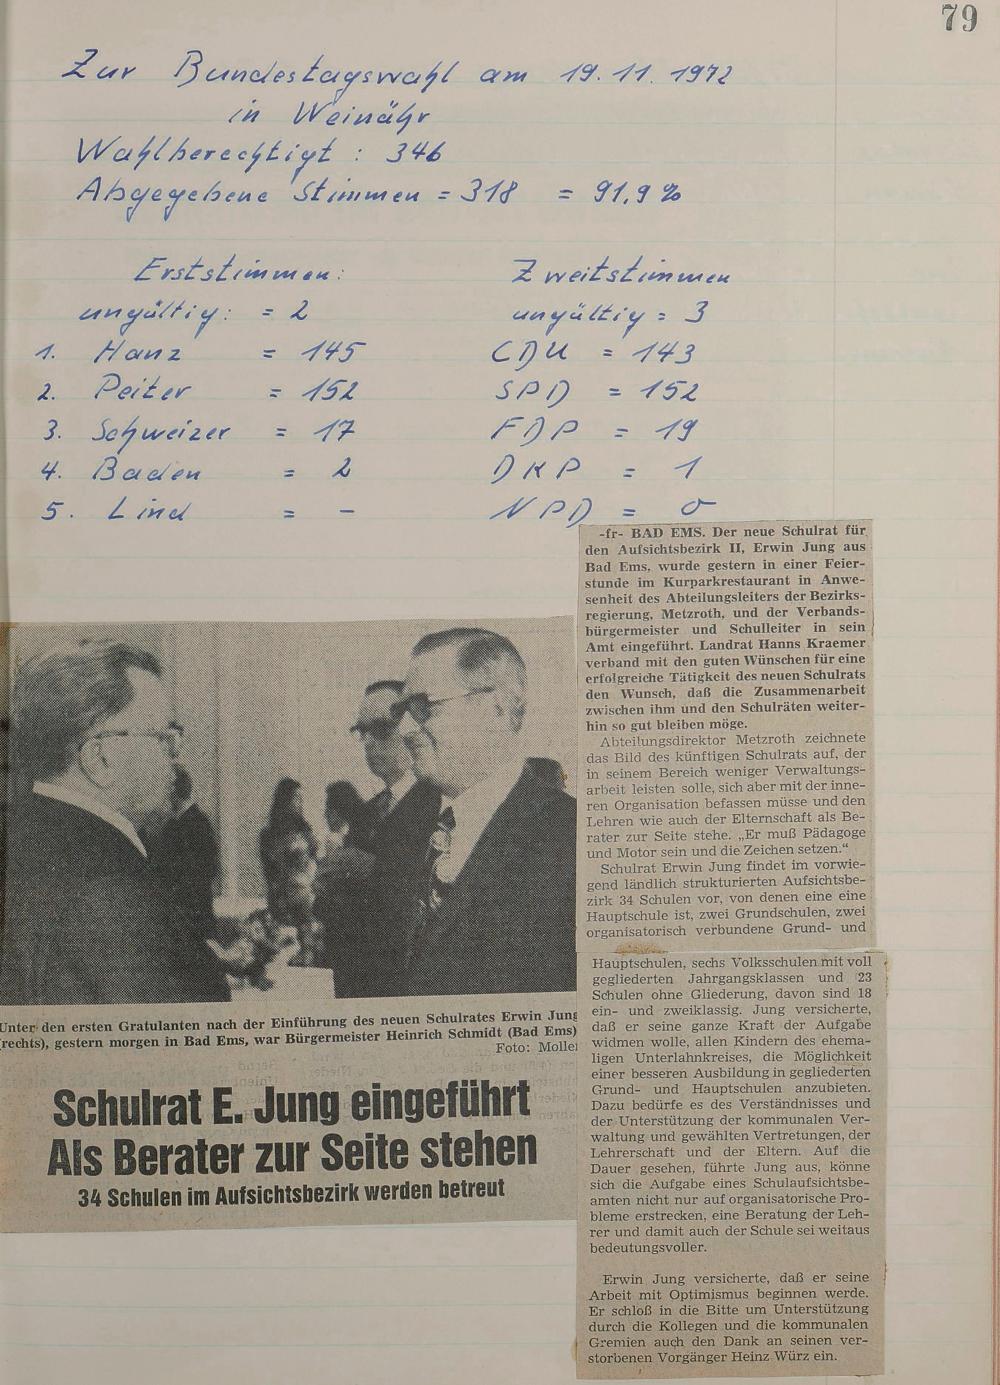 79
Zur Bundestagswahl am 19.11.1972
in Weinähr
Wahlberechtigt : 346
Abgegebene Stimmen = 318 = 91,9 %
Erststimmen:
ungültig: = 2
1. Hanz = 145
2. Peiter = 152
3. Schweizer = 17
4. Baden = 2
5. Lind = -
Zweitstimmen
ungültig = 3
CDU = 143
SPD = 152
FDP = 19
DKP = 1
NPD = 0
Unter den ersten Gratulanten nach der Einführung des neuen Schulrates Erwin Jung
(rechts), gestern morgen in Bad Ems, war Bürgermeister Heinrich Schmidt (Bad Ems)
Foto: Moller
Schulrat E. Jung eingeführt
Als Berater zur Seite stehen
34 Schulen im Aufsichtsbezirk werden betreut
-fr- BAD EMS. Der neue Schulrat für
den Aufsichtsbezirk II, Erwin Jung aus
Bad Ems, wurde gestern in einer Feier-
stunde im Kurparkrestaurant in Anwe-
senheit des Abteilungsleiters der Bezirks-
regierung, Metzroth, und der Verbands-
bürgermeister und Schulleiter in sein
Amt eingeführt. Landrat Hanns Kraemer
verband mit den guten Wünschen für eine
erfolgreiche Tätigkeit des neuen Schulrats
den Wunsch, daß die Zusammenarbeit
zwischen ihm und den Schulräten weiter-
hin so gut bleiben möge.
Abteilungsdirektor Metzroth zeichnete
das Bild des künftigen Schulrats auf, der
in seinem Bereich weniger Verwaltungs-
arbeit leisten solle, sich aber mit der inne-
ren Organisation befassen müsse und den
Lehren wie auch der Elternschaft als Be-
rater zur Seite stehe. „Er muß Pädagoge
und Motor sein und die Zeichen setzen.“
Schulrat Erwin Jung findet im vorwie-
gend ländlich strukturierten Aufsichtsbe-
zirk 34 Schulen vor, von denen eine eine
Hauptschule ist, zwei Grundschulen, zwei
organisatorisch verbundene Grund- und
Hauptschulen, sechs Volksschulen mit voll
gegliederten Jahrgangsklassen und 23
Schulen ohne Gliederung, davon sind 18
ein- und zweiklassig. Jung versicherte,
daß er seine ganze Kraft der Aufgabe
widmen wolle, allen Kindern des ehema-
ligen Unterlahnkreises, die Möglichkeit
einer besseren Ausbildung in gegliederten
Grund- und Hauptschulen anzubieten.
Dazu bedürfe es des Verständnisses und
der Unterstützung der kommunalen Ver-
waltung und gewählten Vertretungen, der
Lehrerschaft und der Eltern. Auf die
Dauer gesehen, führte Jung aus, könne
sich die Aufgabe eines Schulaufsichtsbe-
amten nicht nur auf organisatorische Pro-
bleme erstrecken, eine Beratung der Leh-
rer und damit auch der Schule sei weitaus
bedeutungsvoller.
Erwin Jung versicherte, daß er seine
Arbeit mit Optimismus beginnen werde.
Er schloß in die Bitte um Unterstützung
durch die Kollegen und die kommunalen
Gremien auch den Dank an seinen ver-
storbenen Vorgänger Heinz Würz ein.